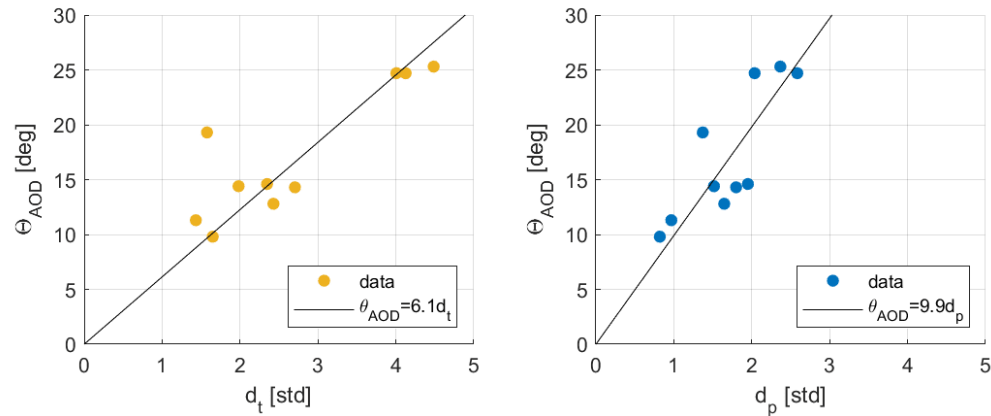 30
25
20
15
10
5
0
Θ_AOD [deg]
0 1 2 3 4 5
d_t [std]
data
θ_AOD=6.1d_t
30
25
20
15
10
5
0
Θ_AOD [deg]
0 1 2 3 4 5
d_p [std]
data
θ_AOD=9.9d_p